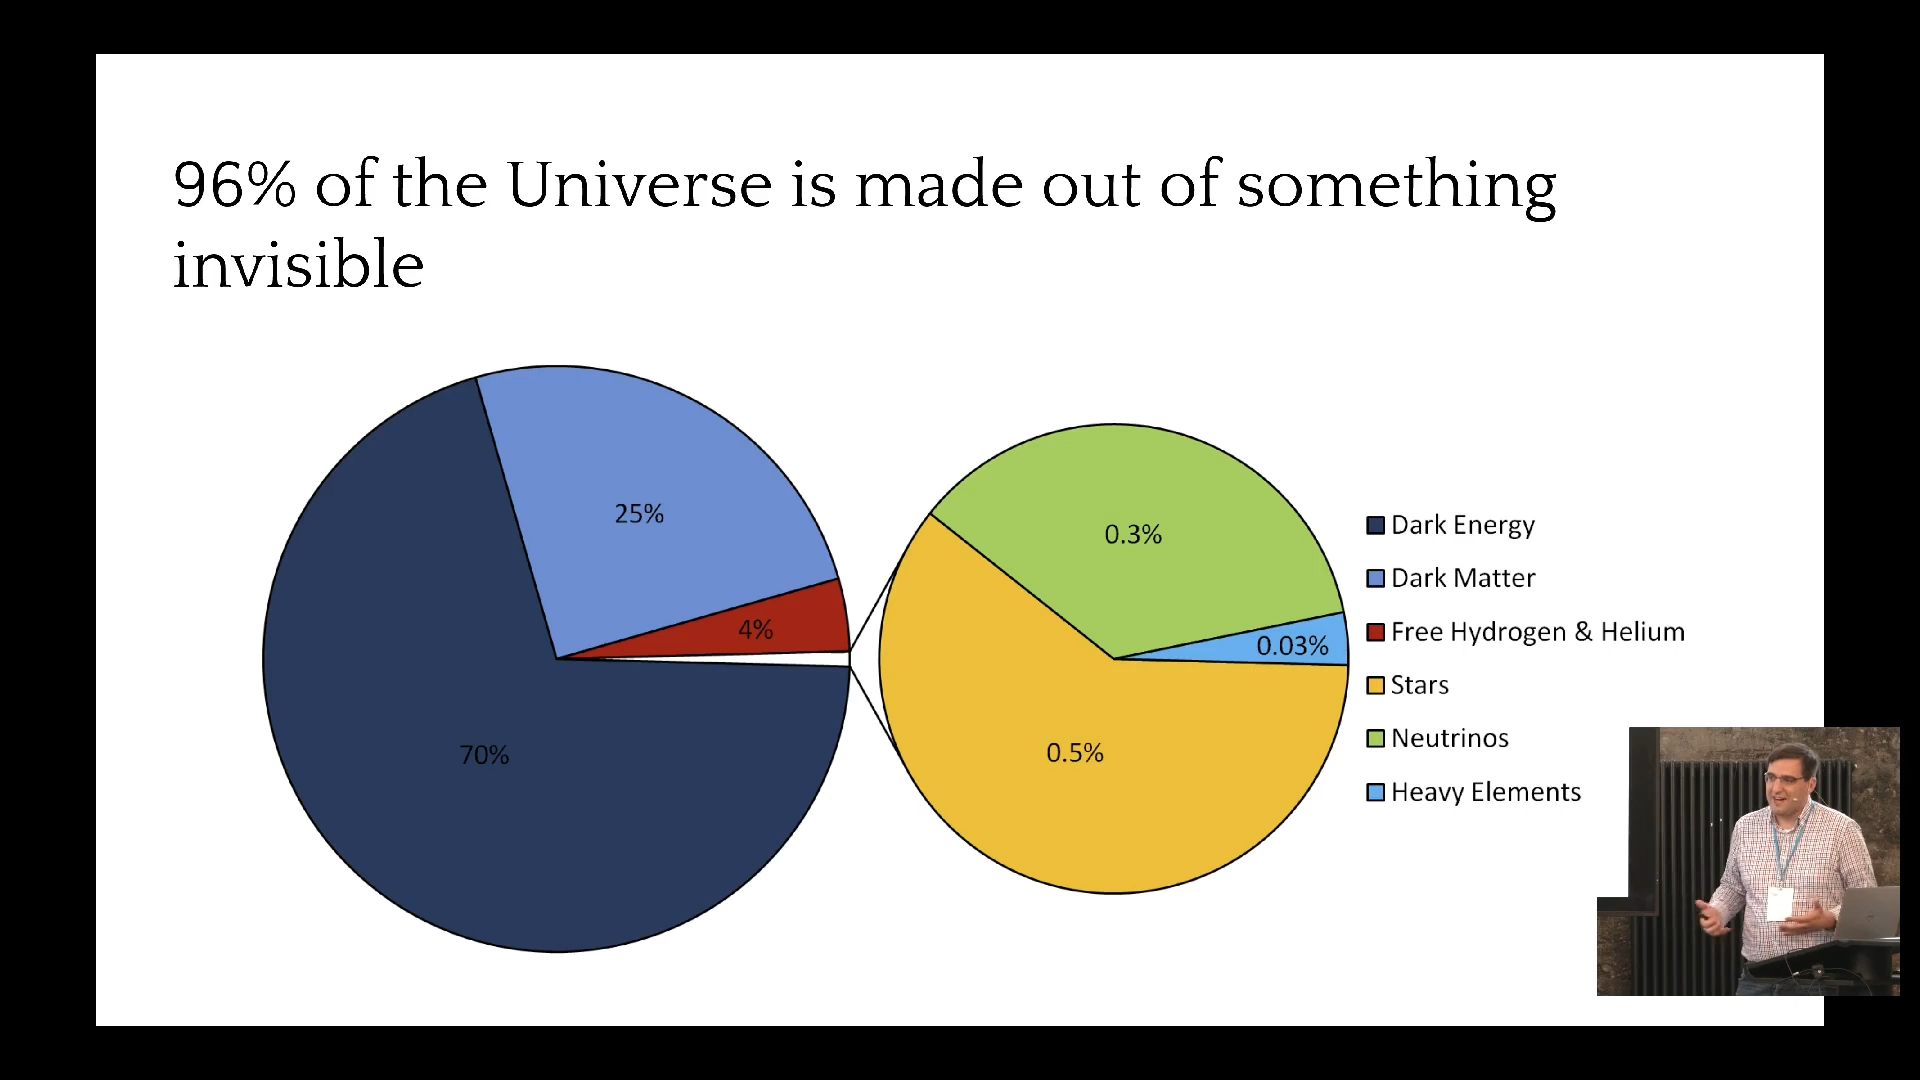 96% of the Universe is made out of something
invisible
25%
4%
70%
0.3%
0.03%
0.5%
Dark Energy
Dark Matter
Free Hydrogen & Helium
Stars
Neutrinos
Heavy Elements